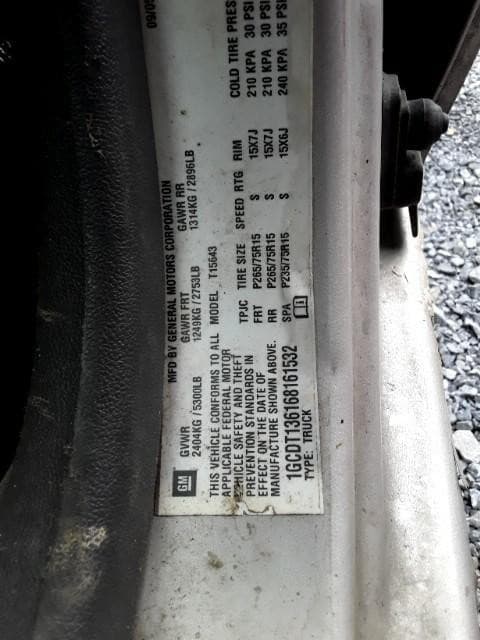 MFD BY GENERAL MOTORS CORPORATION
GM GVWR GAWR FRT GAWR RR
2404KG / 5300LB 1249KG / 2753LB 1314KG / 2896LB
THIS VEHICLE CONFORMS TO ALL MODEL T15643
APPLICABLE FEDERAL MOTOR
VEHICLE SAFETY AND THEFT
PREVENTION STANDARDS IN
EFFECT ON THE DATE OF
MANUFACTURE SHOWN ABOVE.
1GCDT136168161532
TYPE: TRUCK
TPJC TIRE SIZE SPEED RTG RIM COLD TIRE PRES
FRT P265/75R15 S 15X7J 210 KPA 30 PSI
RR P265/75R15 S 15X7J 210 KPA 30 PSI
SPA P235/75R15 S 15X6J 240 KPA 35 PSI